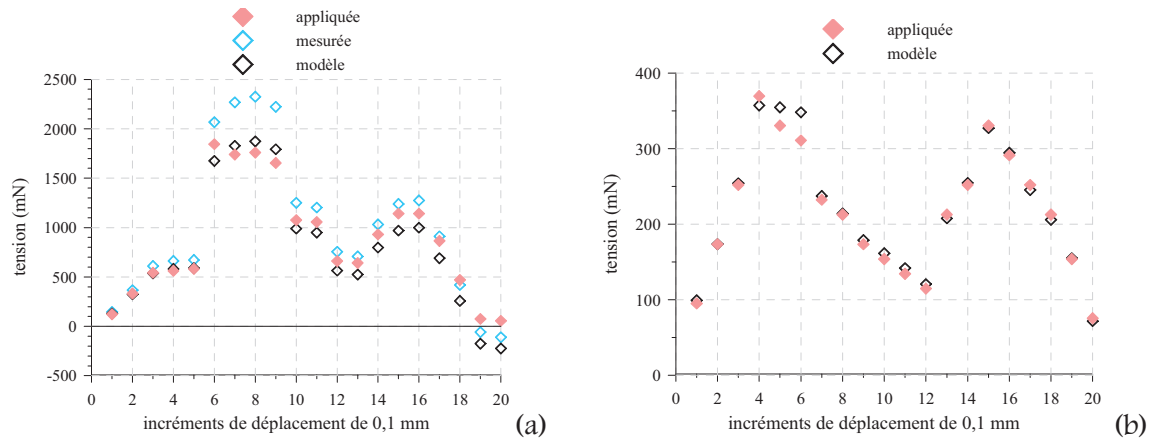 appliquée
mesurée
modèle
2500
2000
1500
1000
500
0
-500
tension (mN)
0 2 4 6 8 10 12 14 16 18 20
incréments de déplacement de 0,1 mm
(a)
appliquée
modèle
400
300
200
100
0
tension (mN)
0 2 4 6 8 10 12 14 16 18 20
incréments de déplacement de 0,1 mm
(b)